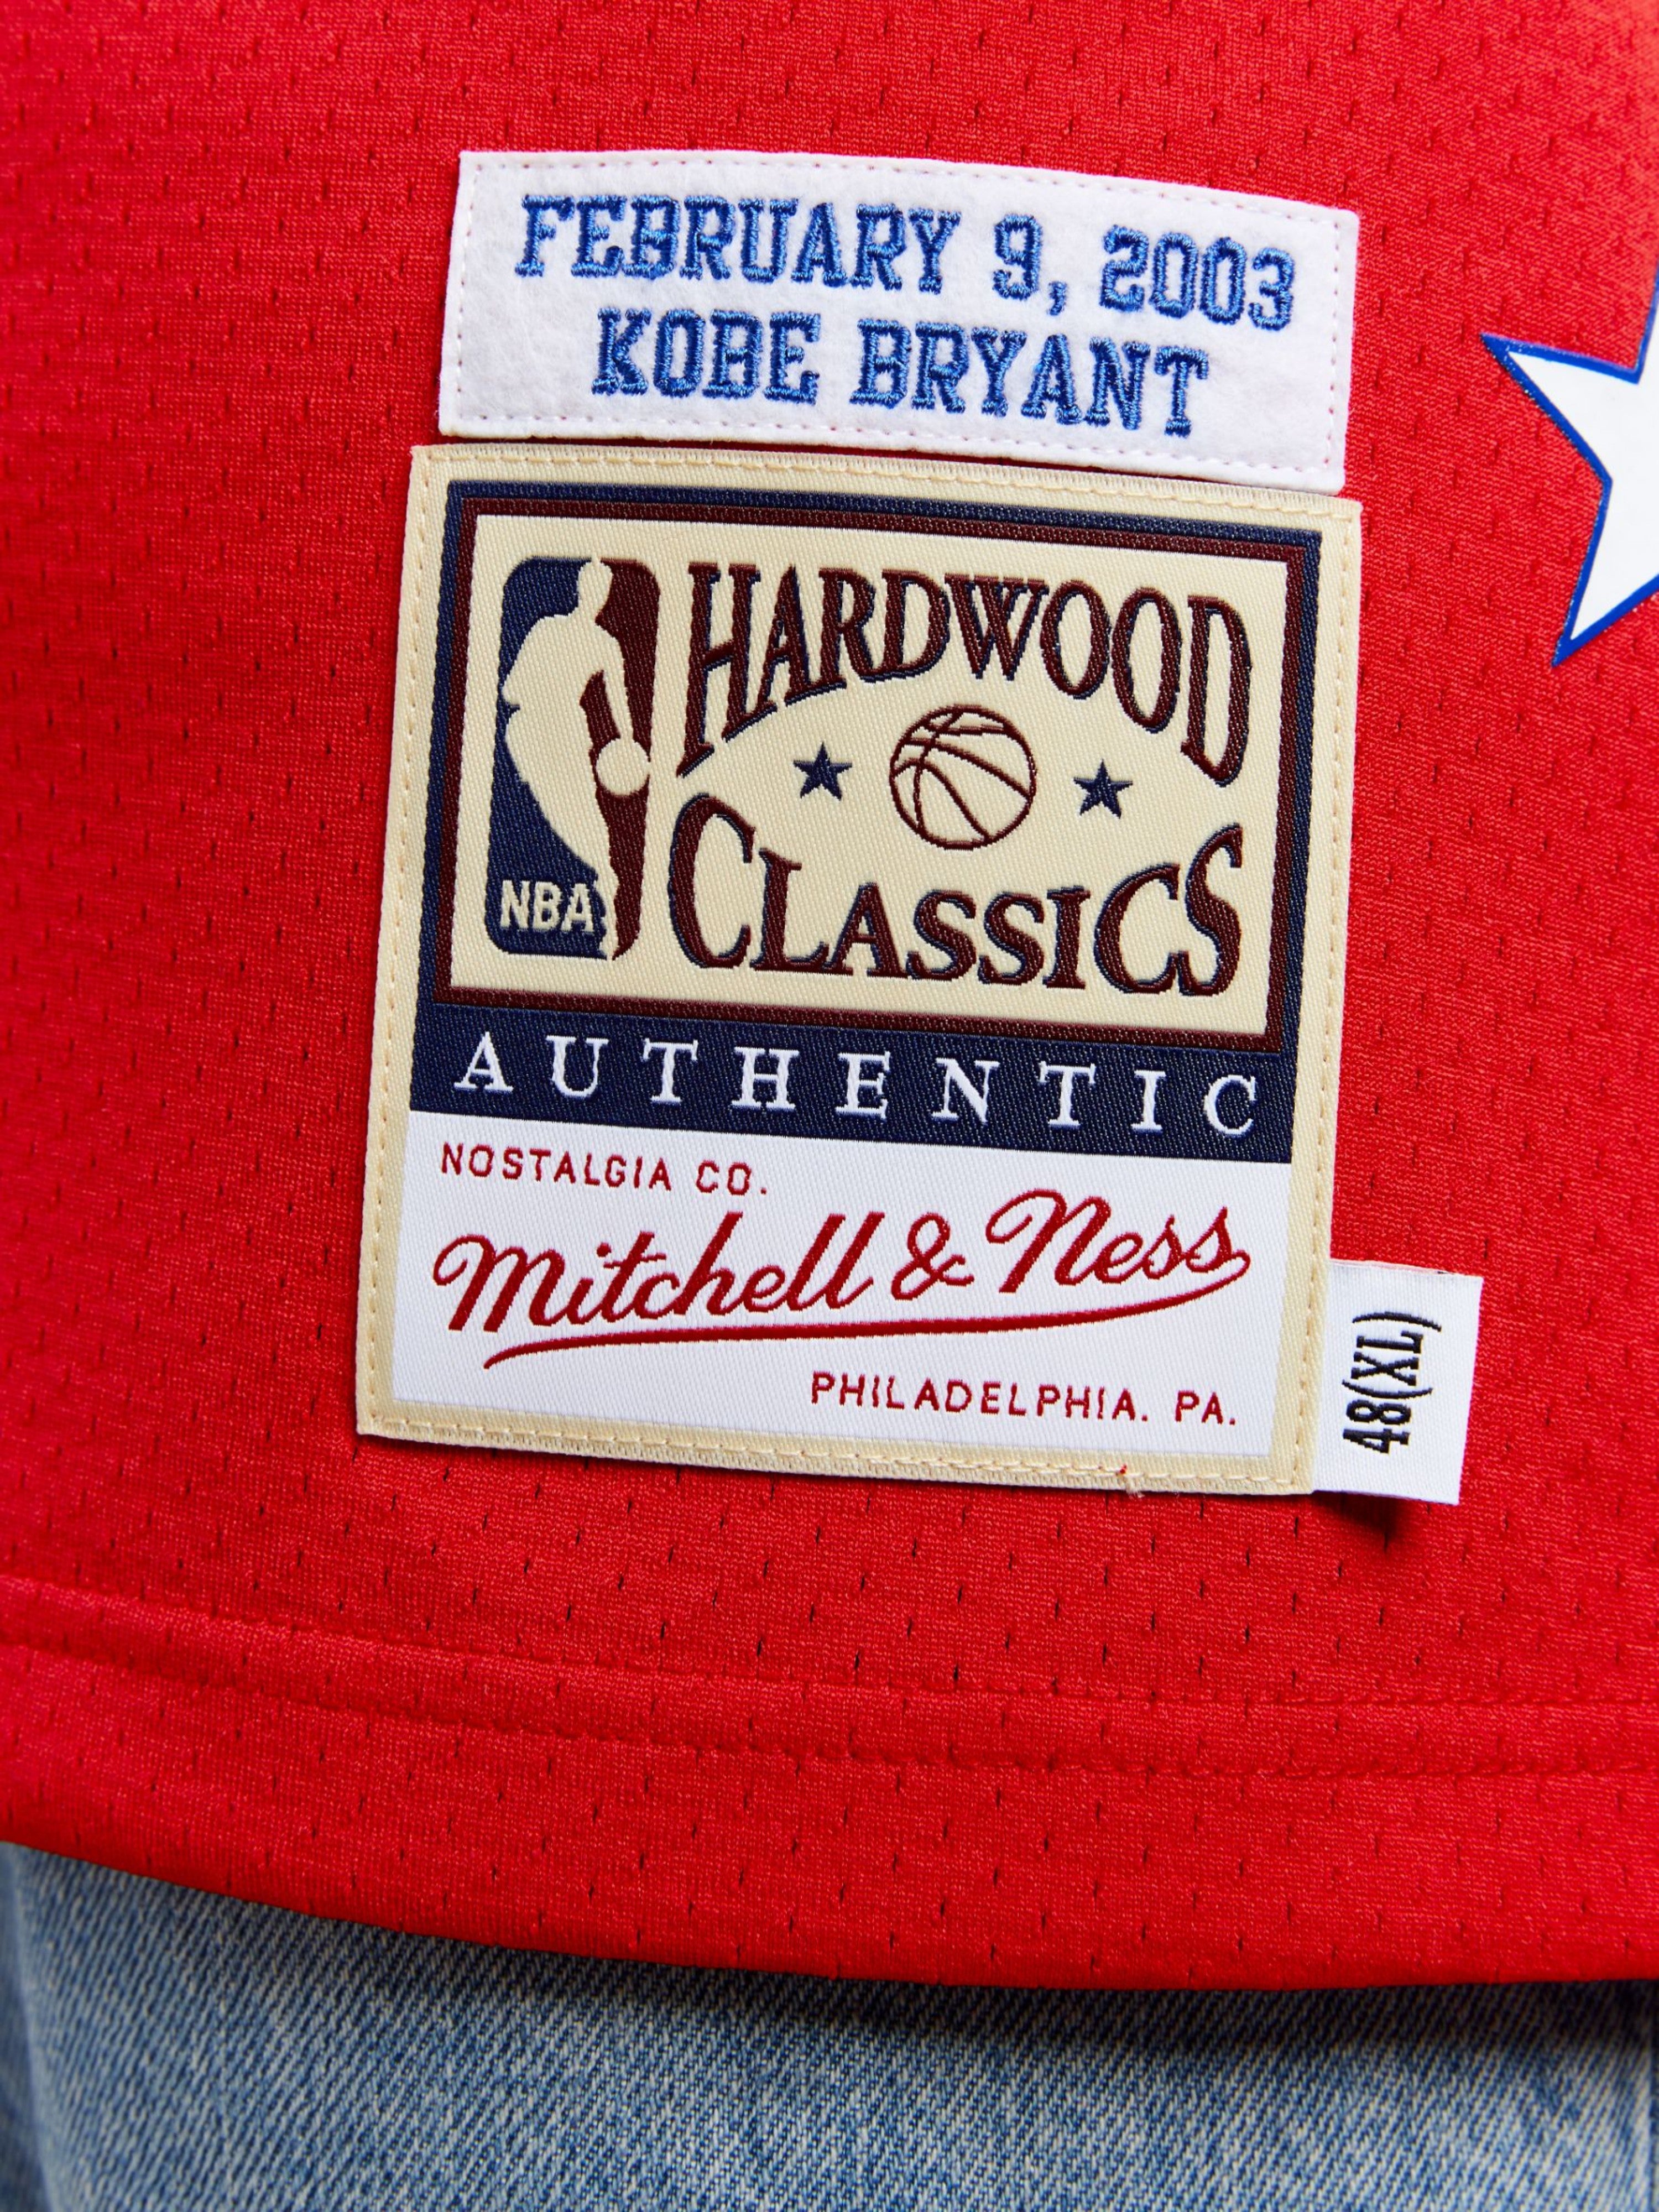 FEBRUARY 9, 2003
KOBE BRYANT
HARDWOOD
CLASSICS
NBA
AUTHENTIC
NOSTALGIA CO.
Mitchell & Ness
PHILADELPHIA. PA.
48(XL)